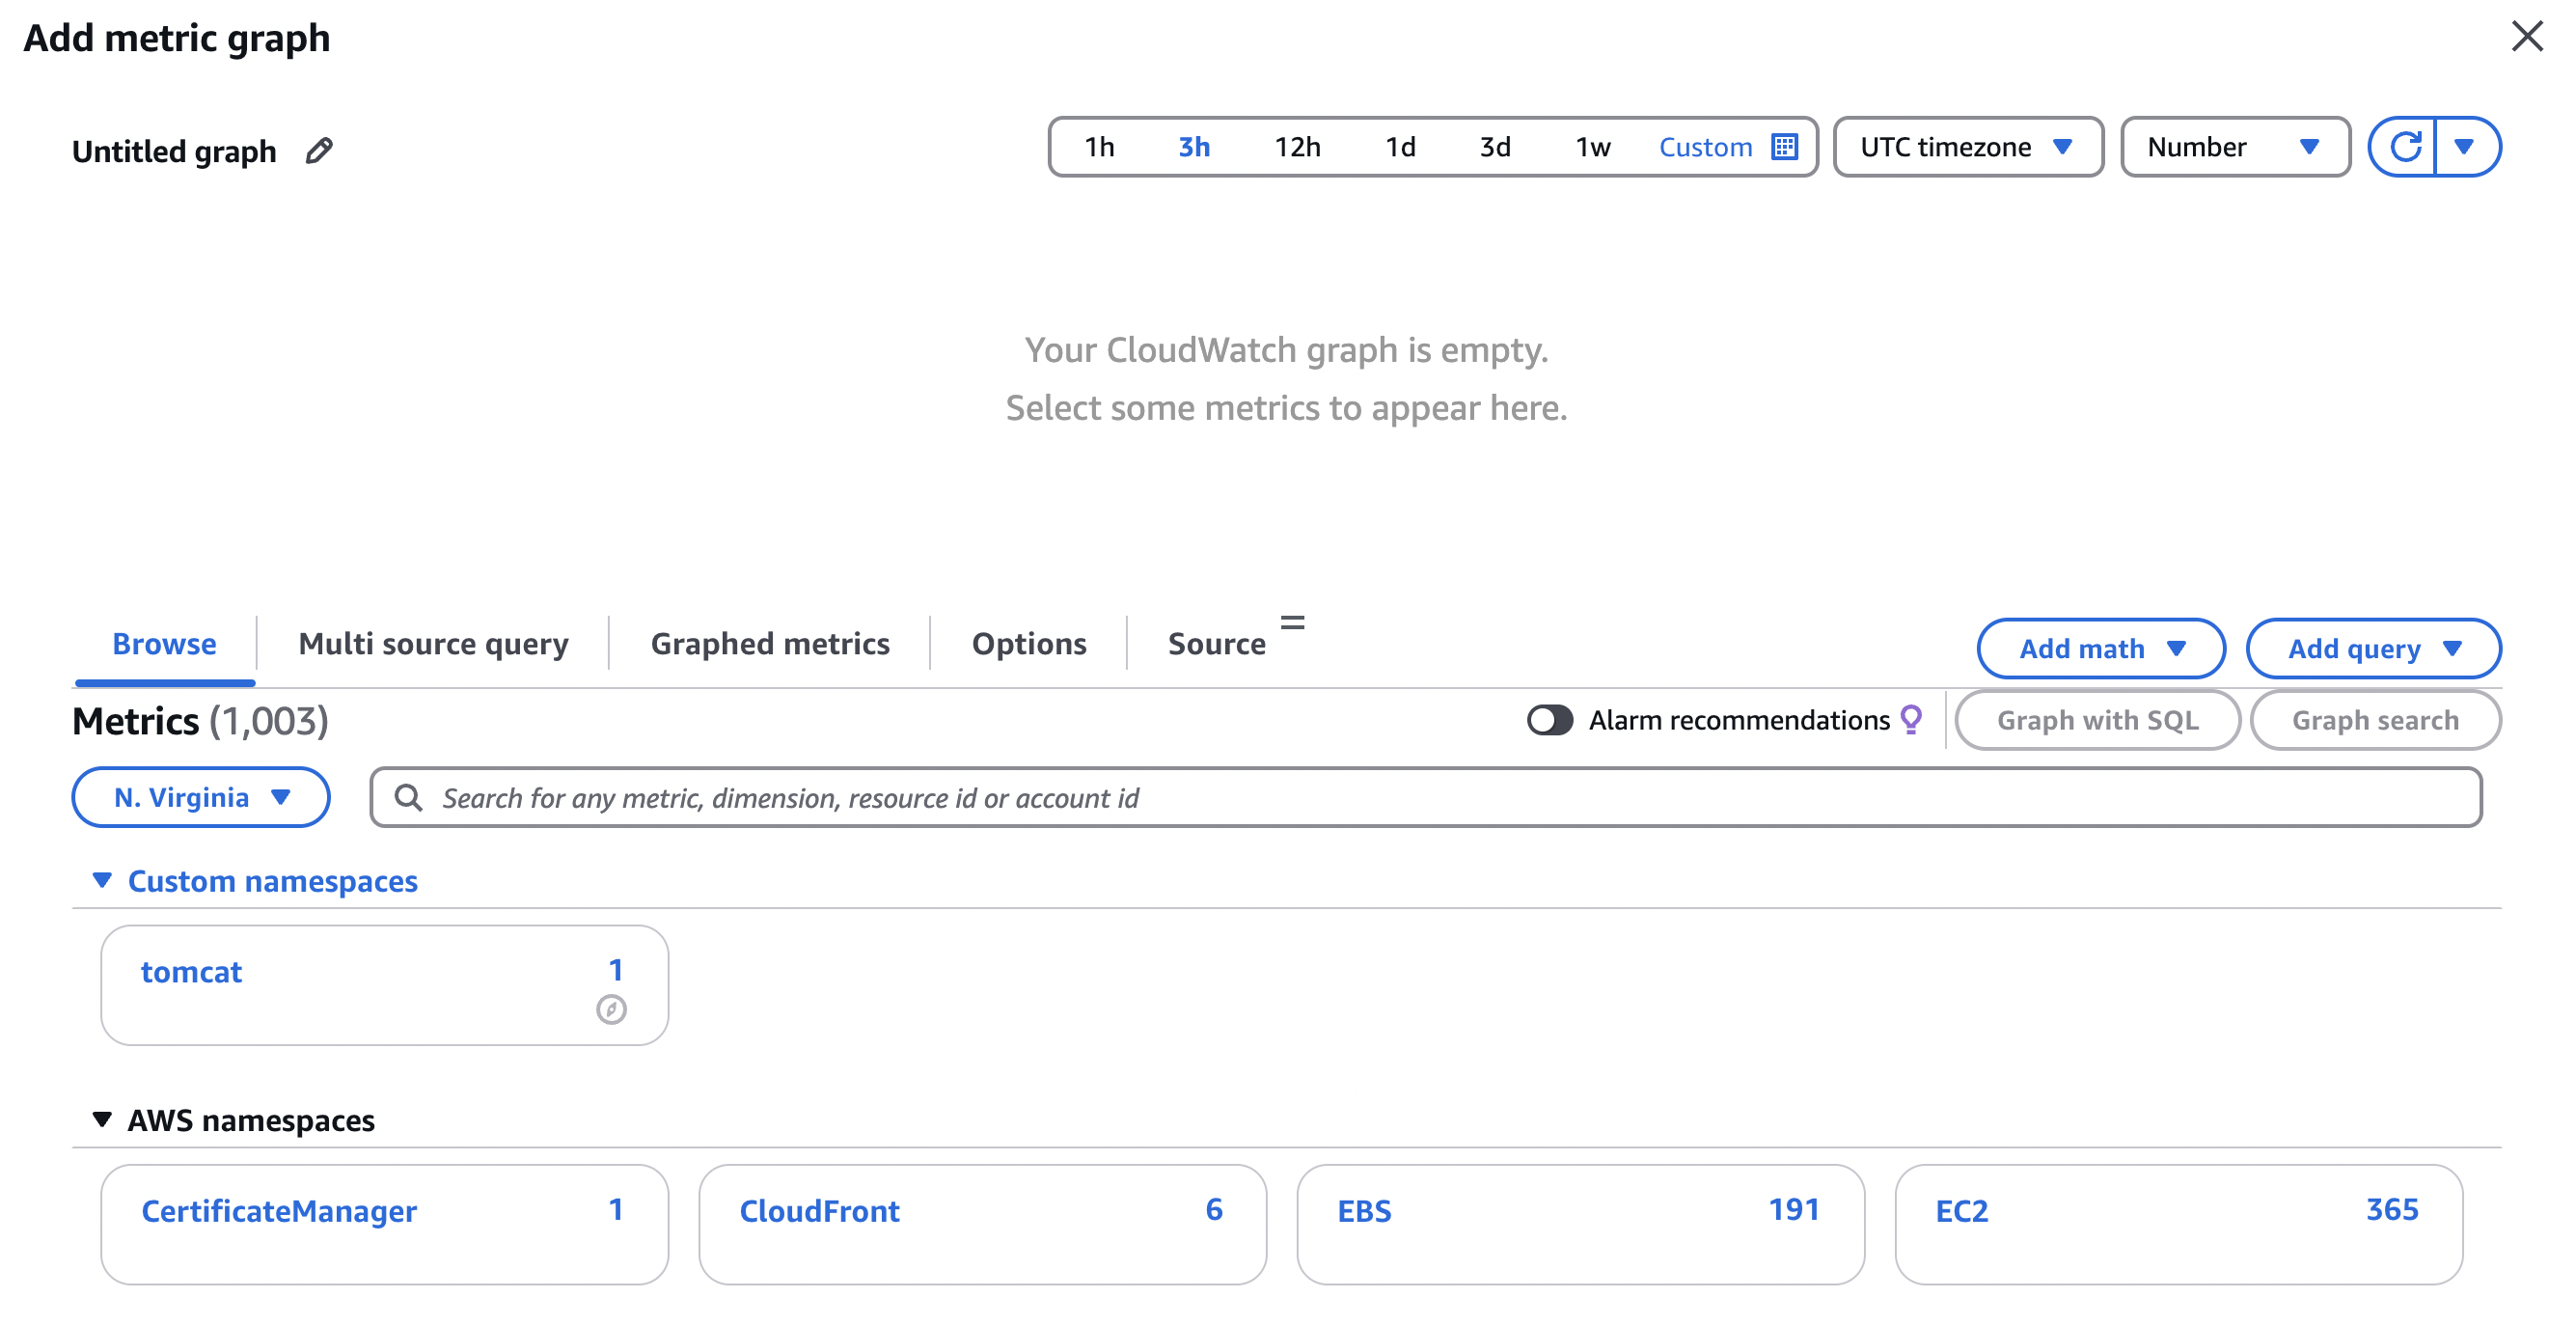 Add metric graph
Untitled graph
1h 3h 12h 1d 3d 1w Custom UTC timezone Number
Your CloudWatch graph is empty.
Select some metrics to appear here.
Browse Multi source query Graphed metrics Options Source Add math Add query
Metrics (1,003) Alarm recommendations Graph with SQL Graph search
N. Virginia Search for any metric, dimension, resource id or account id
Custom namespaces
tomcat 1
AWS namespaces
CertificateManager 1 CloudFront 6 EBS 191 EC2 365